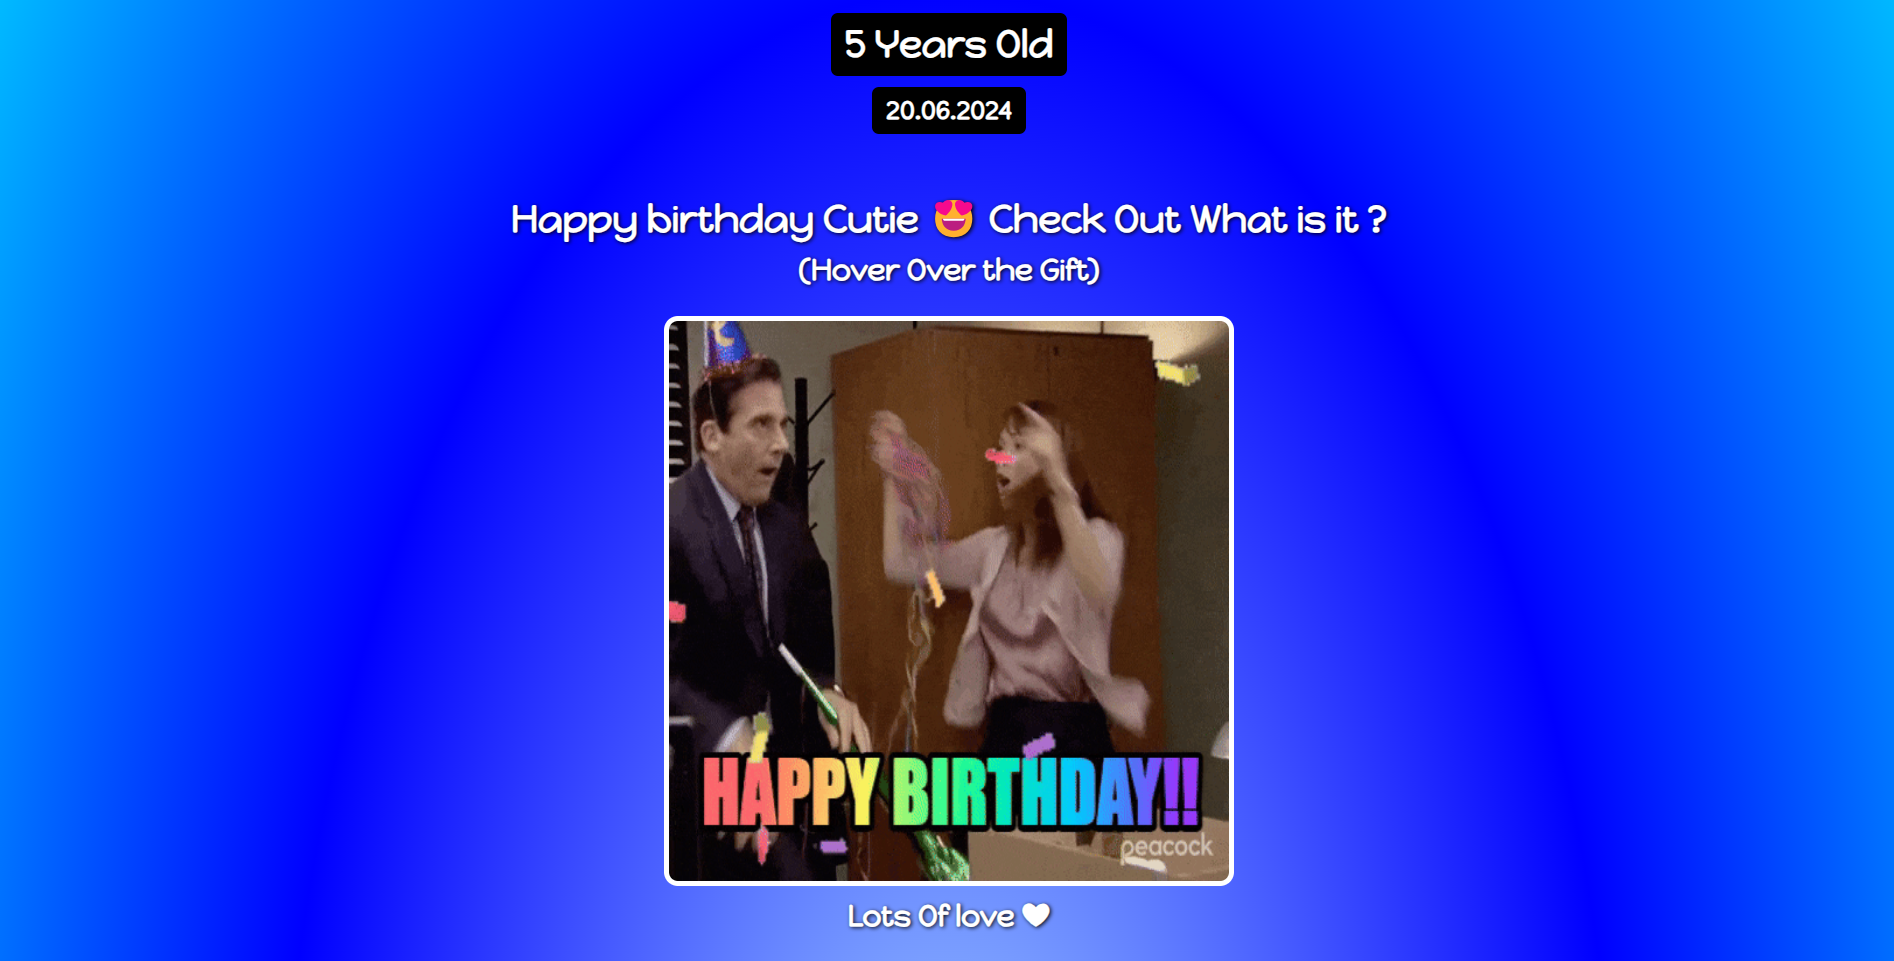 5 Years Old
20.06.2024
Happy birthday Cutie 😍 Check Out What is it ?
(Hover Over the Gift)
HAPPY BIRTHDAY!!
peacock
Lots Of love 🤍